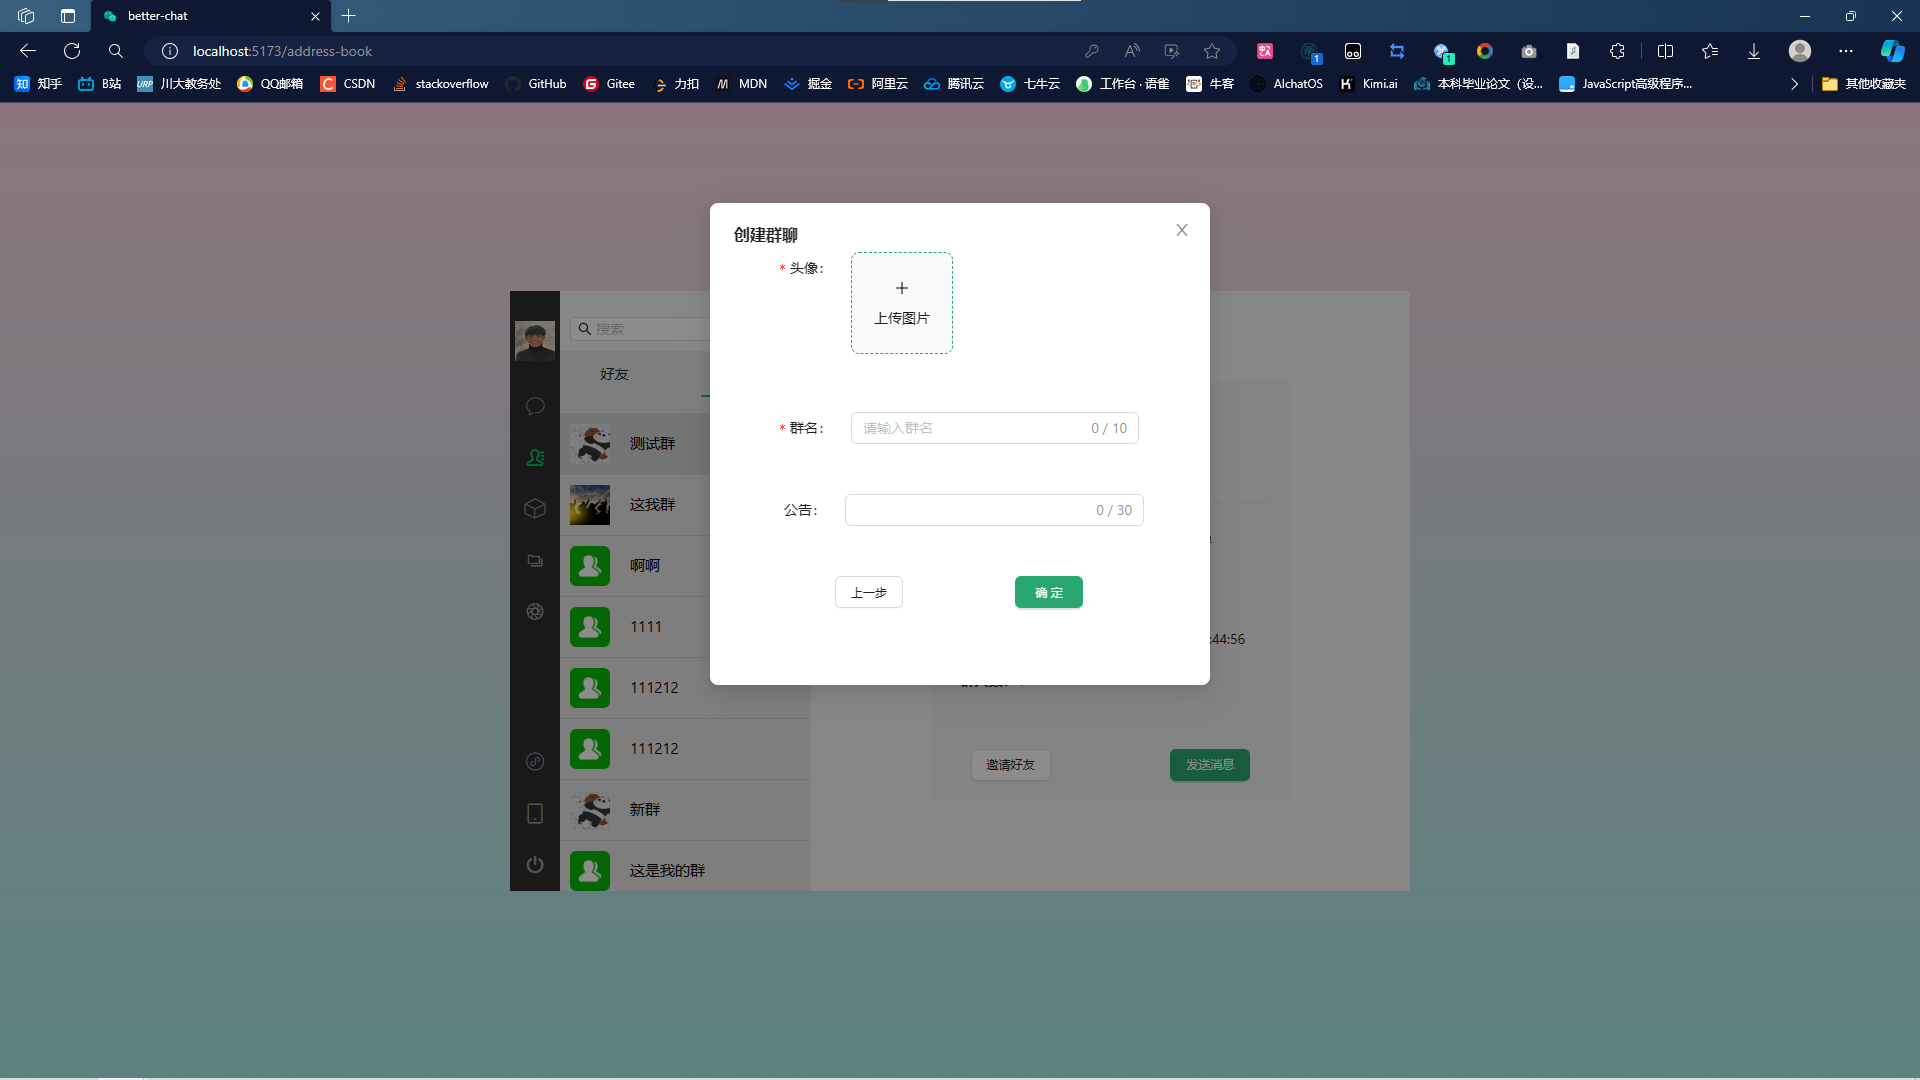 better-chat
localhost:5173/address-book
知乎 B站 川大教务处 QQ邮箱 CSDN stackoverflow GitHub Gitee 力扣 MDN 掘金 阿里云 腾讯云 七牛云 工作台 · 语雀 牛客 AIchatOS Kimi.ai 本科毕业论文（设... JavaScript高级程序... 其他收藏夹
创建群聊
* 头像：
上传图片
* 群名： 请输入群名 0 / 10
公告： 0 / 30
上一步 确 定
搜索
好友
测试群
这我群
啊啊
1111
111212
111212
新群
这是我的群
:44:56
邀请好友 发送消息